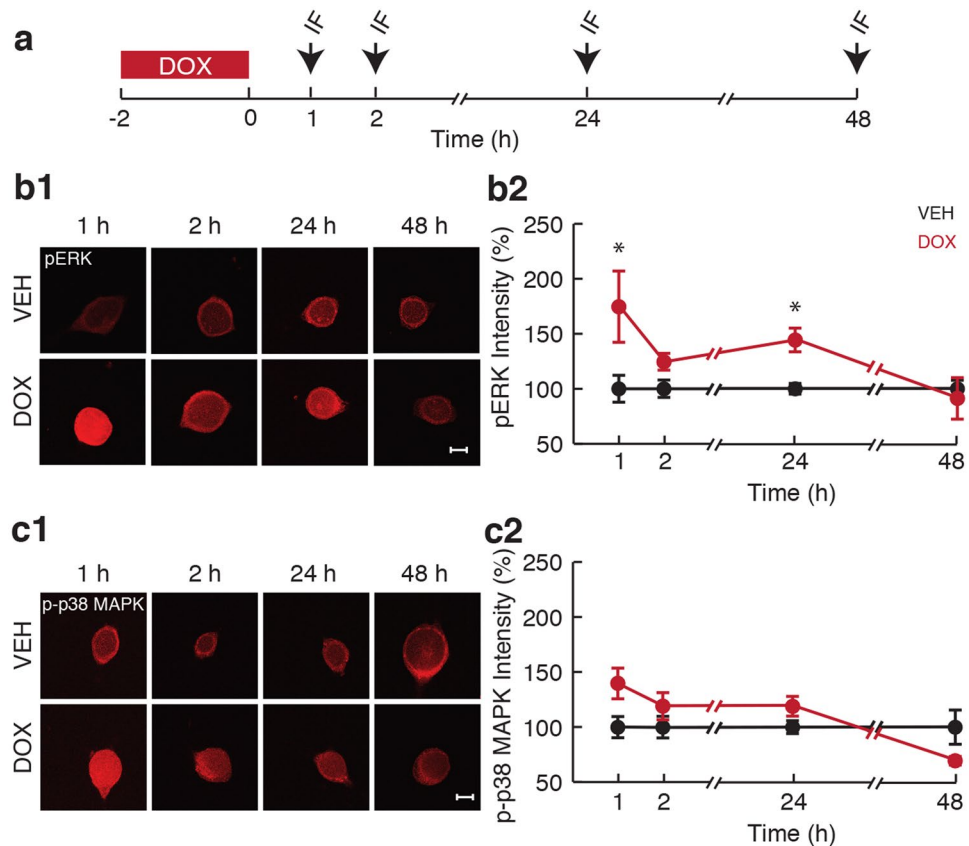 a
IF IF IF IF
DOX
-2 0 1 2 24 48
Time (h)
b1
1 h 2 h 24 h 48 h
pERK
VEH
DOX
b2
VEH
DOX
250
200
150
100
50
*
*
pERK Intensity (%)
1 2 24 48
Time (h)
c1
1 h 2 h 24 h 48 h
p-p38 MAPK
VEH
DOX
c2
250
200
150
100
50
p-p38 MAPK Intensity (%)
1 2 24 48
Time (h)